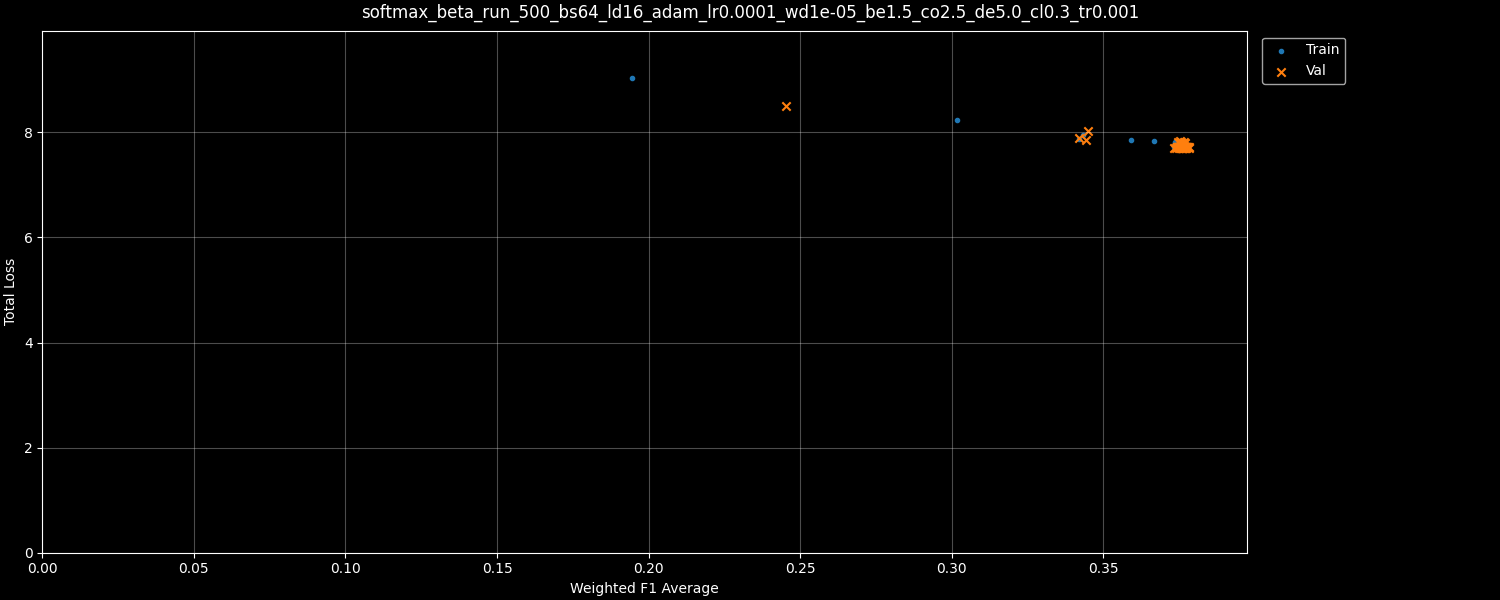 softmax_beta_run_500_bs64_ld16_adam_lr0.0001_wd1e-05_be1.5_co2.5_de5.0_cl0.3_tr0.001
Train
Val
8
6
4
2
0
Total Loss
0.00 0.05 0.10 0.15 0.20 0.25 0.30 0.35
Weighted F1 Average